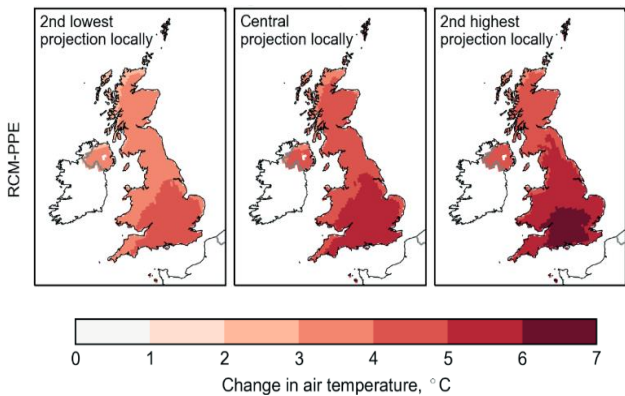 2nd lowest
projection locally
Central
projection locally
2nd highest
projection locally
RCM-PPE
0 1 2 3 4 5 6 7
Change in air temperature, °C